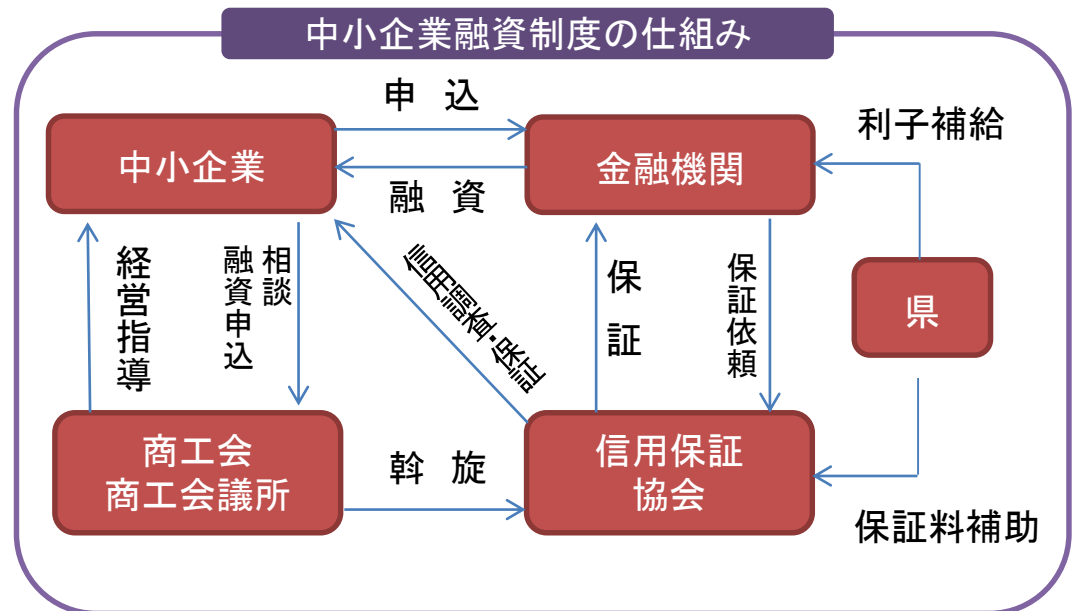 中小企業融資制度の仕組み
申 込
利子補給
中小企業
金融機関
融 資
経営指導
相談
融資申込
信用調査・保証
保 証
保証依頼
県
商工会
商工会議所
斡 旋
信用保証
協会
保証料補助